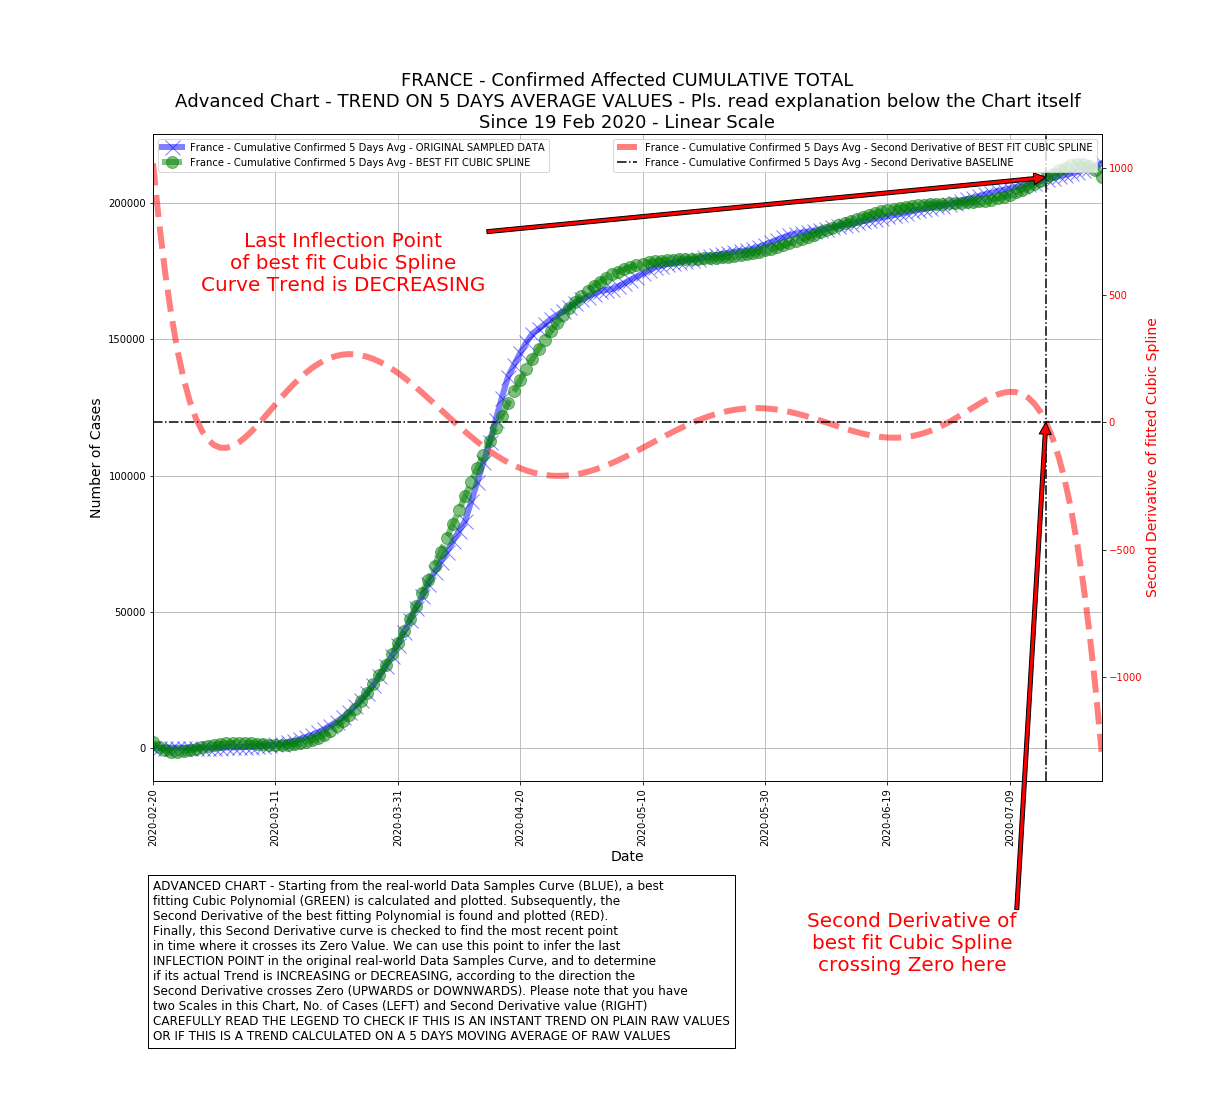 FRANCE - Confirmed Affected CUMULATIVE TOTAL
Advanced Chart - TREND ON 5 DAYS AVERAGE VALUES - Pls. read explanation below the Chart itself
Since 19 Feb 2020 - Linear Scale
France - Cumulative Confirmed 5 Days Avg - ORIGINAL SAMPLED DATA
France - Cumulative Confirmed 5 Days Avg - BEST FIT CUBIC SPLINE
France - Cumulative Confirmed 5 Days Avg - Second Derivative of BEST FIT CUBIC SPLINE
France - Cumulative Confirmed 5 Days Avg - Second Derivative BASELINE
Last Inflection Point
of best fit Cubic Spline
Curve Trend is DECREASING
Number of Cases
200000
150000
100000
50000
0
1000
500
0
−500
−1000
Second Derivative of fitted Cubic Spline
2020-02-20
2020-03-11
2020-03-31
2020-04-20
2020-05-10
2020-05-30
2020-06-19
2020-07-09
Date
ADVANCED CHART - Starting from the real-world Data Samples Curve (BLUE), a best
fitting Cubic Polynomial (GREEN) is calculated and plotted. Subsequently, the
Second Derivative of the best fitting Polynomial is found and plotted (RED).
Finally, this Second Derivative curve is checked to find the most recent point
in time where it crosses its Zero Value. We can use this point to infer the last
INFLECTION POINT in the original real-world Data Samples Curve, and to determine
if its actual Trend is INCREASING or DECREASING, according to the direction the
Second Derivative crosses Zero (UPWARDS or DOWNWARDS). Please note that you have
two Scales in this Chart, No. of Cases (LEFT) and Second Derivative value (RIGHT)
CAREFULLY READ THE LEGEND TO CHECK IF THIS IS AN INSTANT TREND ON PLAIN RAW VALUES
OR IF THIS IS A TREND CALCULATED ON A 5 DAYS MOVING AVERAGE OF RAW VALUES
Second Derivative of
best fit Cubic Spline
crossing Zero here